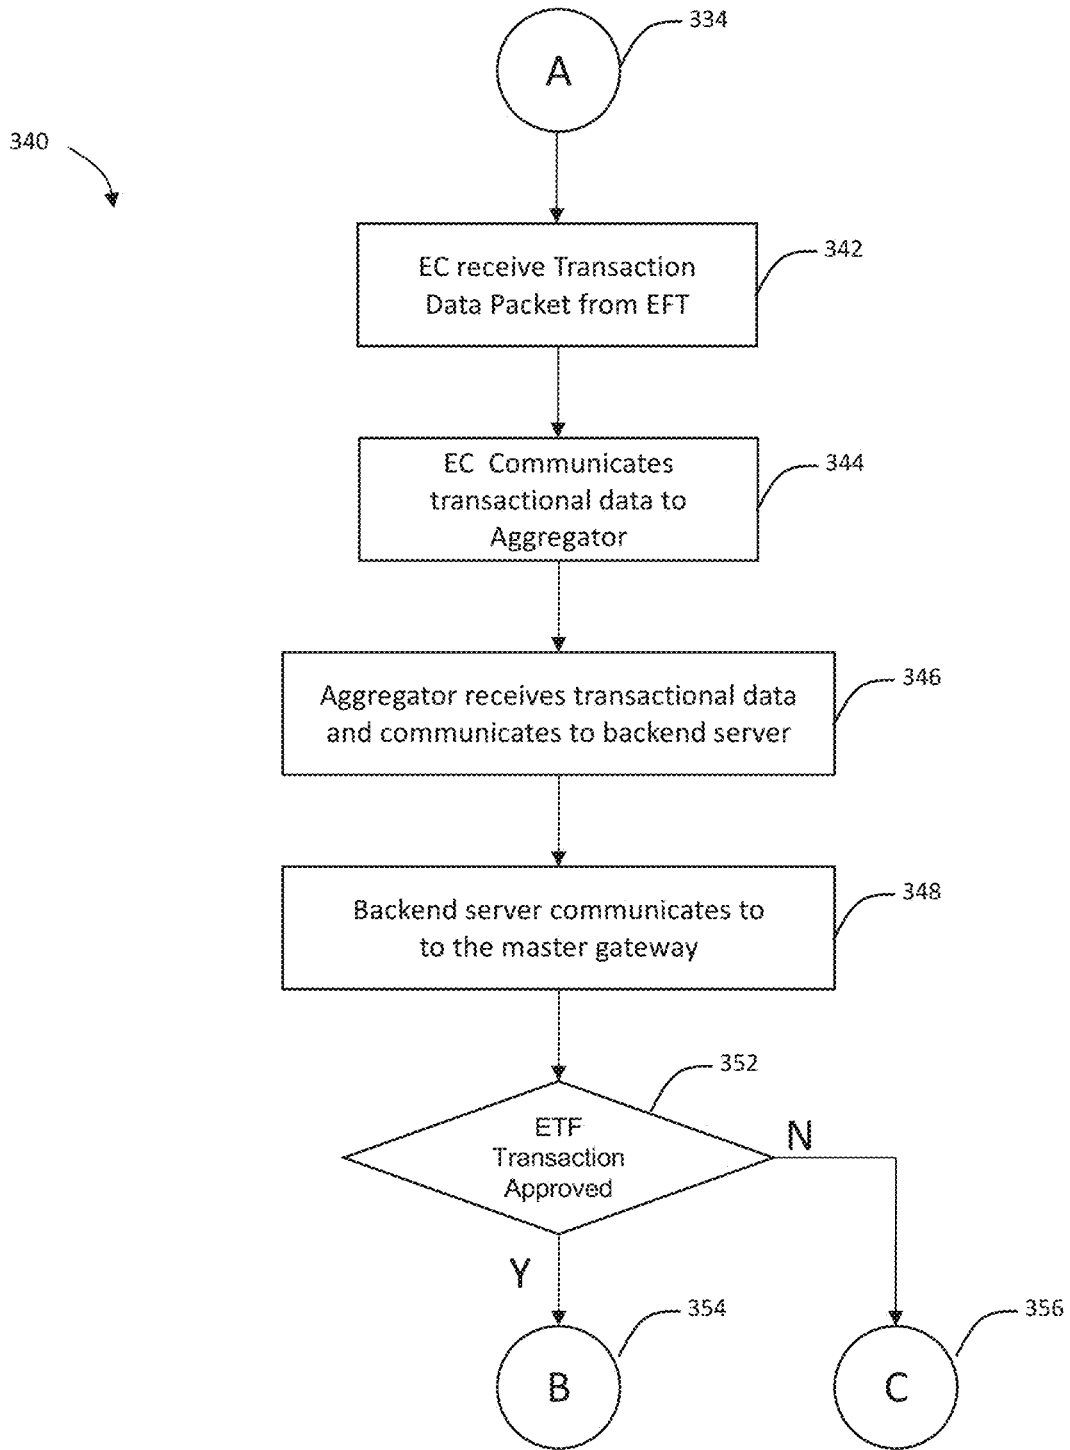 A
334
340
EC receive Transaction
Data Packet from EFT
342
EC Communicates
transactional data to
Aggregator
344
Aggregator receives transactional data
and communicates to backend server
346
Backend server communicates to
to the master gateway
348
352
ETF
Transaction
Approved
N
Y
354
356
B
C